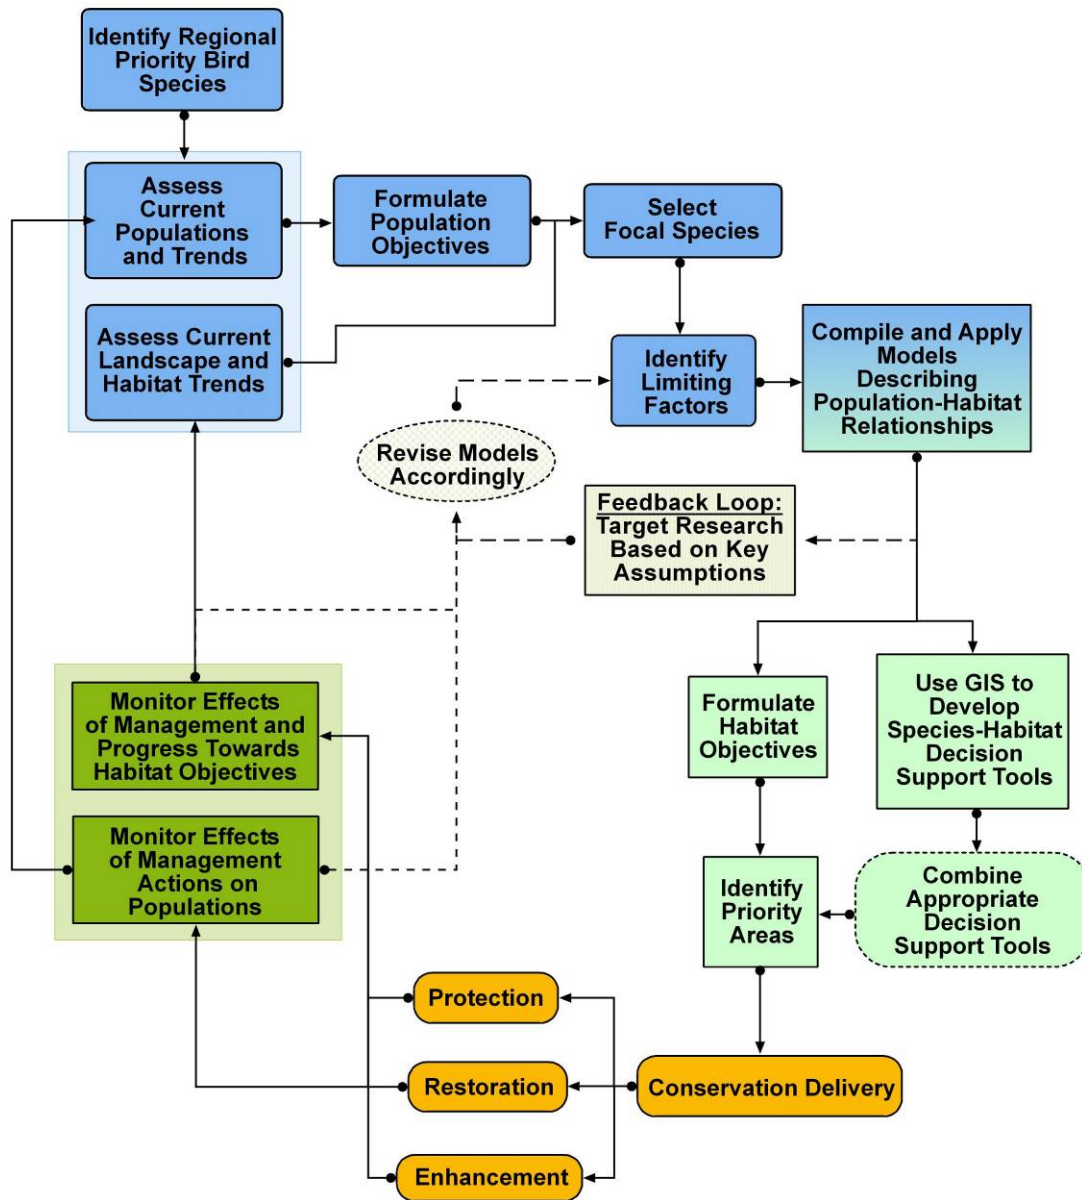 Identify Regional
Priority Bird
Species
Assess
Current
Populations
and Trends
Formulate
Population
Objectives
Select
Focal Species
Assess Current
Landscape and
Habitat Trends
Identify
Limiting
Factors
Compile and Apply
Models
Describing
Population-Habitat
Relationships
Revise Models
Accordingly
Feedback Loop:
Target Research
Based on Key
Assumptions
Monitor Effects
of Management and
Progress Towards
Habitat Objectives
Formulate
Habitat
Objectives
Use GIS to
Develop
Species-Habitat
Decision
Support Tools
Monitor Effects
of Management
Actions on
Populations
Identify
Priority
Areas
Combine
Appropriate
Decision
Support Tools
Protection
Restoration
Conservation Delivery
Enhancement